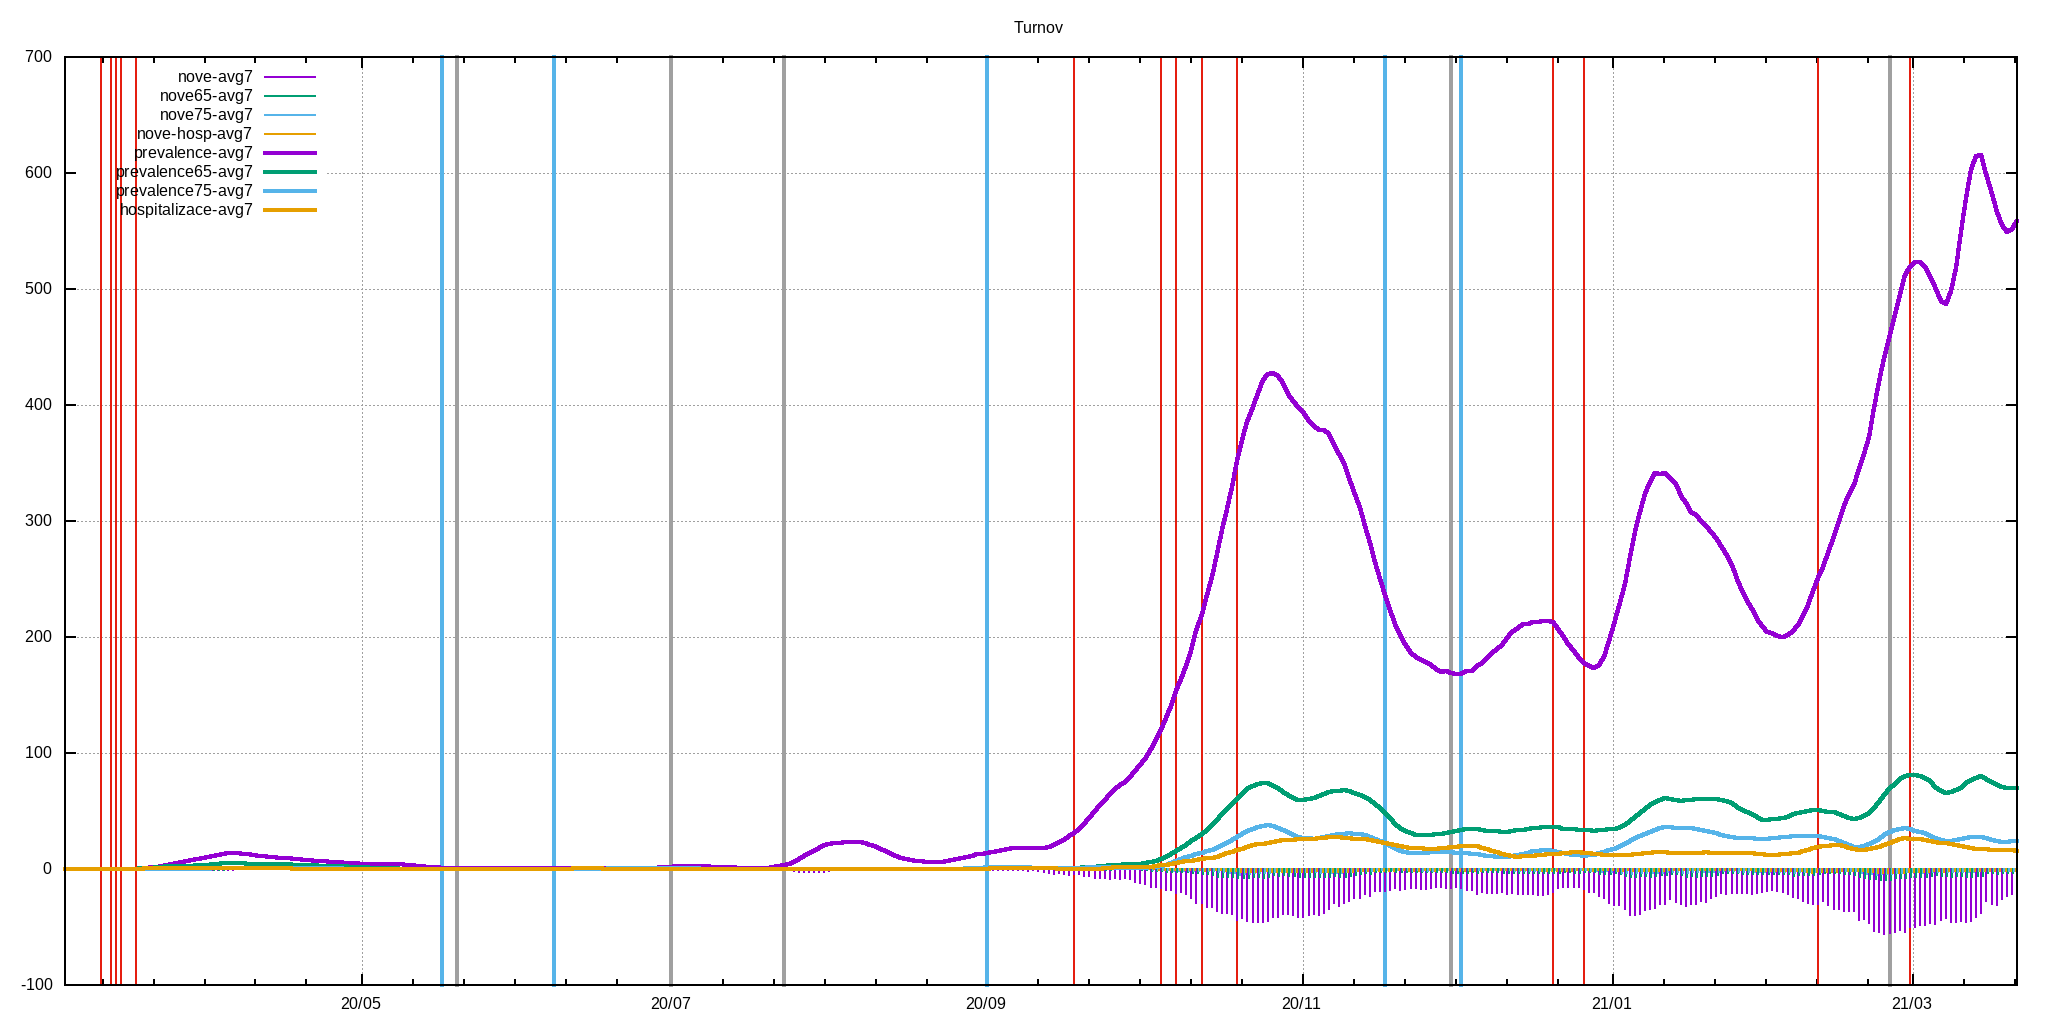 Turnov
700
600
500
400
300
200
100
0
-100
nove-avg7
nove65-avg7
nove75-avg7
nove-hosp-avg7
prevalence-avg7
prevalence65-avg7
prevalence75-avg7
hospitalizace-avg7
20/05
20/07
20/09
20/11
21/01
21/03